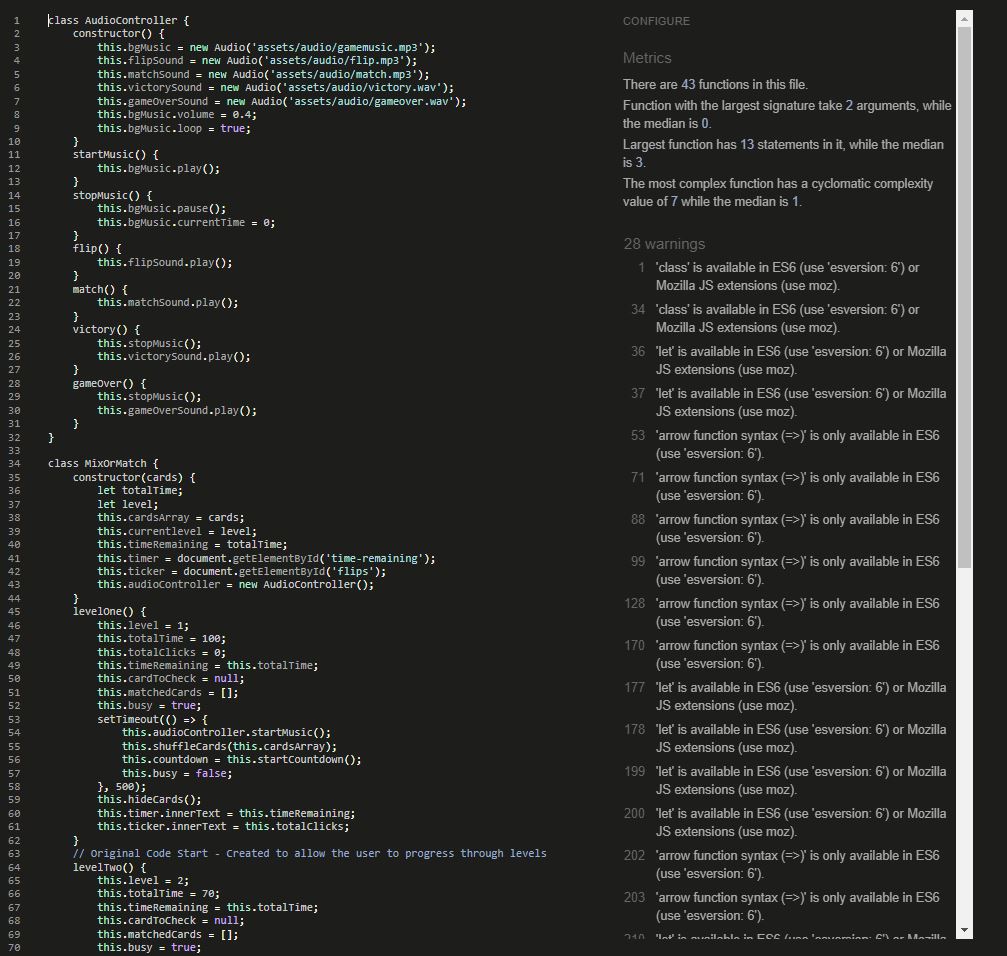 1 class AudioController {
2 constructor() {
3 this.bgMusic = new Audio('assets/audio/gamemusic.mp3');
4 this.flipSound = new Audio('assets/audio/flip.mp3');
5 this.matchSound = new Audio('assets/audio/match.mp3');
6 this.victorySound = new Audio('assets/audio/victory.wav');
7 this.gameOverSound = new Audio('assets/audio/gameover.wav');
8 this.bgMusic.volume = 0.4;
9 this.bgMusic.loop = true;
10 }
11 startMusic() {
12 this.bgMusic.play();
13 }
14 stopMusic() {
15 this.bgMusic.pause();
16 this.bgMusic.currentTime = 0;
17 }
18 flip() {
19 this.flipSound.play();
20 }
21 match() {
22 this.matchSound.play();
23 }
24 victory() {
25 this.stopMusic();
26 this.victorySound.play();
27 }
28 gameOver() {
29 this.stopMusic();
30 this.gameOverSound.play();
31 }
32 }
33
34 class MixOrMatch {
35 constructor(cards) {
36 let totalTime;
37 let level;
38 this.cardsArray = cards;
39 this.currentlevel = level;
40 this.timeRemaining = totalTime;
41 this.timer = document.getElementById('time-remaining');
42 this.ticker = document.getElementById('flips');
43 this.audioController = new AudioController();
44 }
45 levelOne() {
46 this.level = 1;
47 this.totalTime = 100;
48 this.totalClicks = 0;
49 this.timeRemaining = this.totalTime;
50 this.cardToCheck = null;
51 this.matchedCards = [];
52 this.busy = true;
53 setTimeout(() => {
54 this.audioController.startMusic();
55 this.shuffleCards(this.cardsArray);
56 this.countdown = this.startCountdown();
57 this.busy = false;
58 }, 500);
59 this.hideCards();
60 this.timer.innerText = this.timeRemaining;
61 this.ticker.innerText = this.totalClicks;
62 }
63 // Original Code Start - Created to allow the user to progress through levels
64 levelTwo() {
65 this.level = 2;
66 this.totalTime = 70;
67 this.timeRemaining = this.totalTime;
68 this.cardToCheck = null;
69 this.matchedCards = [];
70 this.busy = true;
CONFIGURE
Metrics
There are 43 functions in this file.
Function with the largest signature take 2 arguments, while
the median is 0.
Largest function has 13 statements in it, while the median
is 3.
The most complex function has a cyclomatic complexity
value of 7 while the median is 1.
28 warnings
1 'class' is available in ES6 (use 'esversion: 6') or
Mozilla JS extensions (use moz).
34 'class' is available in ES6 (use 'esversion: 6') or
Mozilla JS extensions (use moz).
36 'let' is available in ES6 (use 'esversion: 6') or Mozilla
JS extensions (use moz).
37 'let' is available in ES6 (use 'esversion: 6') or Mozilla
JS extensions (use moz).
53 'arrow function syntax (=>)' is only available in ES6
(use 'esversion: 6').
71 'arrow function syntax (=>)' is only available in ES6
(use 'esversion: 6').
88 'arrow function syntax (=>)' is only available in ES6
(use 'esversion: 6').
99 'arrow function syntax (=>)' is only available in ES6
(use 'esversion: 6').
128 'arrow function syntax (=>)' is only available in ES6
(use 'esversion: 6').
170 'arrow function syntax (=>)' is only available in ES6
(use 'esversion: 6').
177 'let' is available in ES6 (use 'esversion: 6') or Mozilla
JS extensions (use moz).
178 'let' is available in ES6 (use 'esversion: 6') or Mozilla
JS extensions (use moz).
199 'let' is available in ES6 (use 'esversion: 6') or Mozilla
JS extensions (use moz).
200 'let' is available in ES6 (use 'esversion: 6') or Mozilla
JS extensions (use moz).
202 'arrow function syntax (=>)' is only available in ES6
(use 'esversion: 6').
203 'arrow function syntax (=>)' is only available in ES6
(use 'esversion: 6').